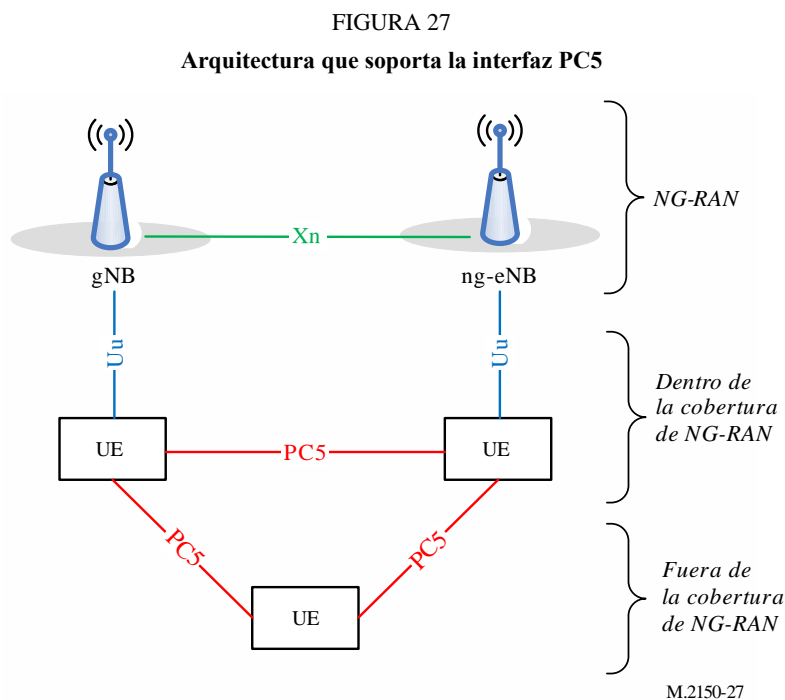 FIGURA 27
Arquitectura que soporta la interfaz PC5
NG-RAN
Xn
gNB
ng-eNB
Uu
Uu
Dentro de
la cobertura
de NG-RAN
UE
PC5
UE
PC5
PC5
Fuera de
la cobertura
de NG-RAN
UE
M.2150-27